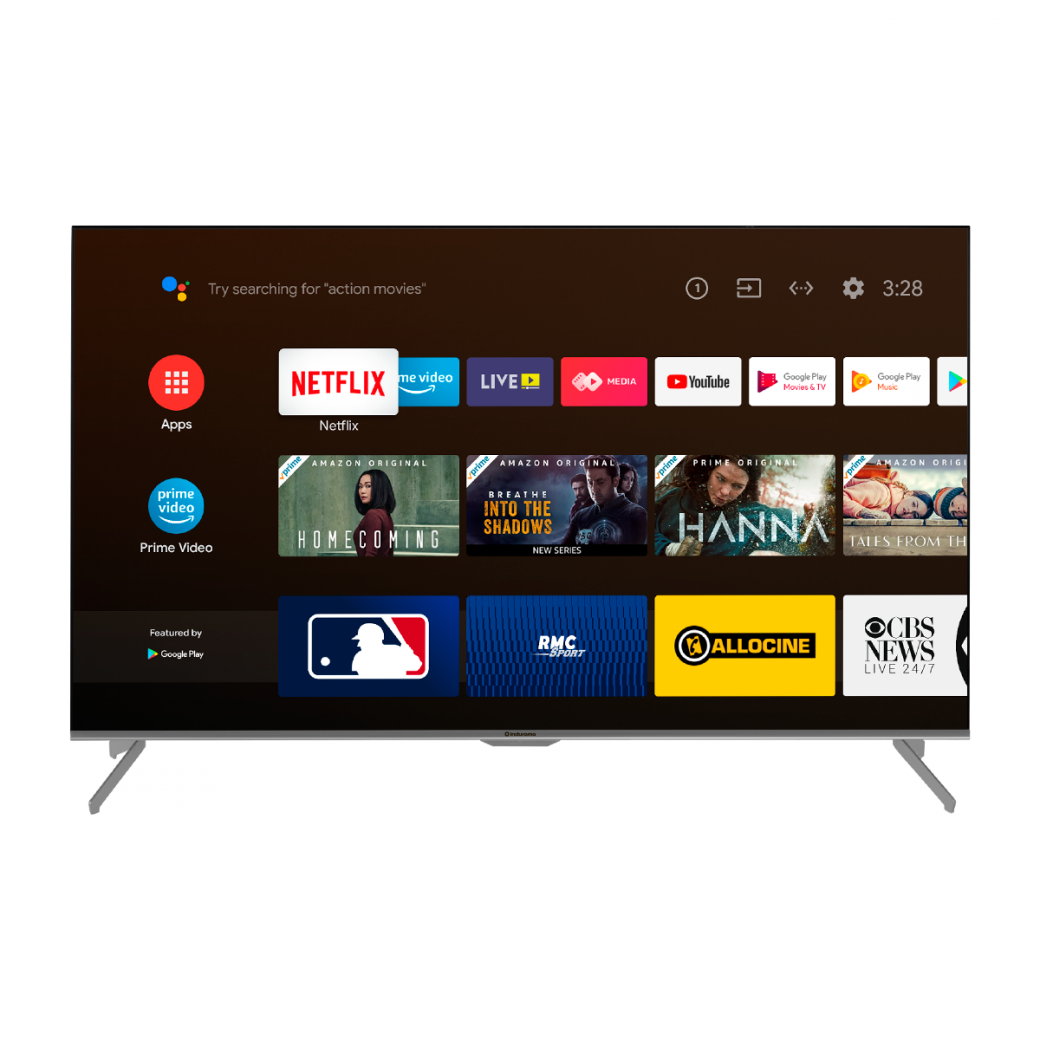 Try searching for "action movies"
1
3:28
Apps
NETFLIX
me video
LIVE
MEDIA
YouTube
Google Play
Movies & TV
Google Play
Music
Netflix
prime
video
Prime Video
prime
AMAZON ORIGINAL
HOMECOMING
prime
AMAZON ORIGINAL
BREATHE
INTO THE
SHADOWS
NEW SERIES
prime
PRIME ORIGINAL
HANNA
prime
AMAZON ORIGI
TALES FROM TH
Featured by
Google Play
RMC
SPORT
ALLOCINE
CBS
NEWS
LIVE 24/7
indurama